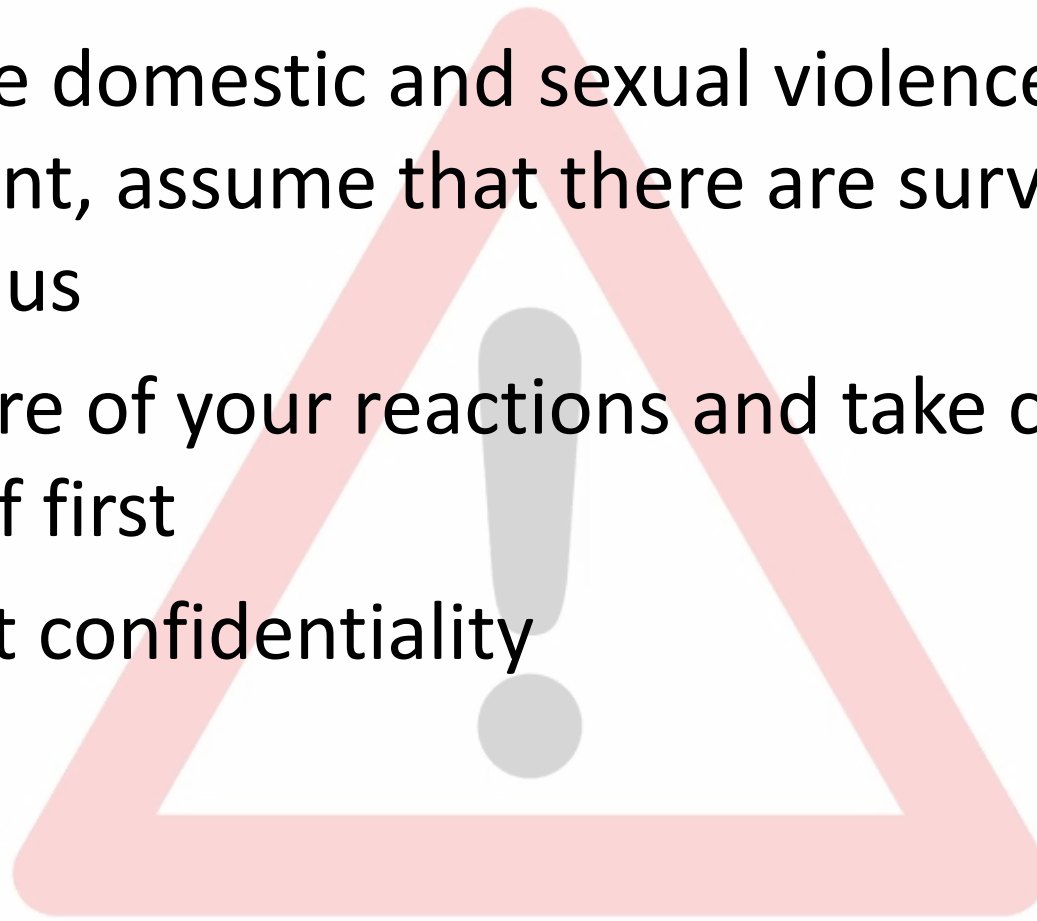 e domestic and sexual violence
nt, assume that there are surv
us
re of your reactions and take c
f first
t confidentiality